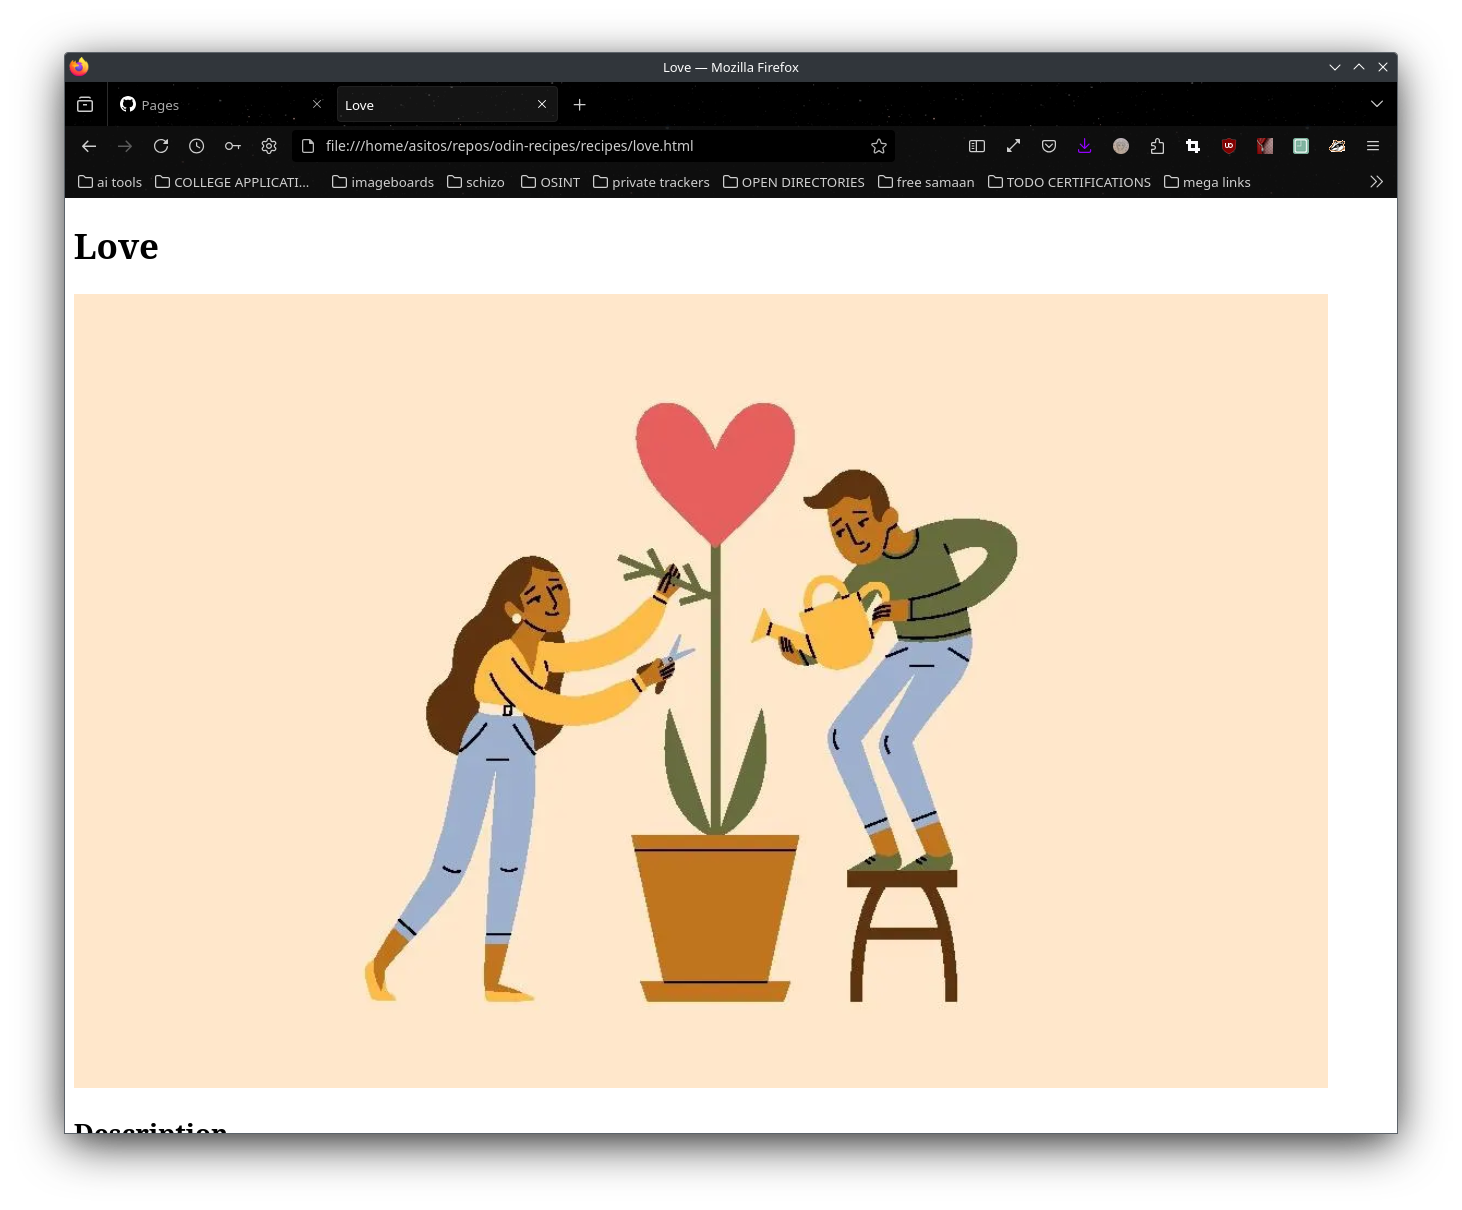 Love — Mozilla Firefox
Pages
Love
file:///home/asitos/repos/odin-recipes/recipes/love.html
ai tools COLLEGE APPLICATI... imageboards schizo OSINT private trackers OPEN DIRECTORIES free samaan TODO CERTIFICATIONS mega links
Love
Description